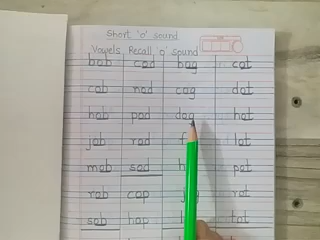 Short 'o' sound
Vowels Recall 'o' sound
bob cod bog cot
cob nod cog dot
hob pod dog hot
job rod lot
mob sod pot
rob cop rot
sob hop tot